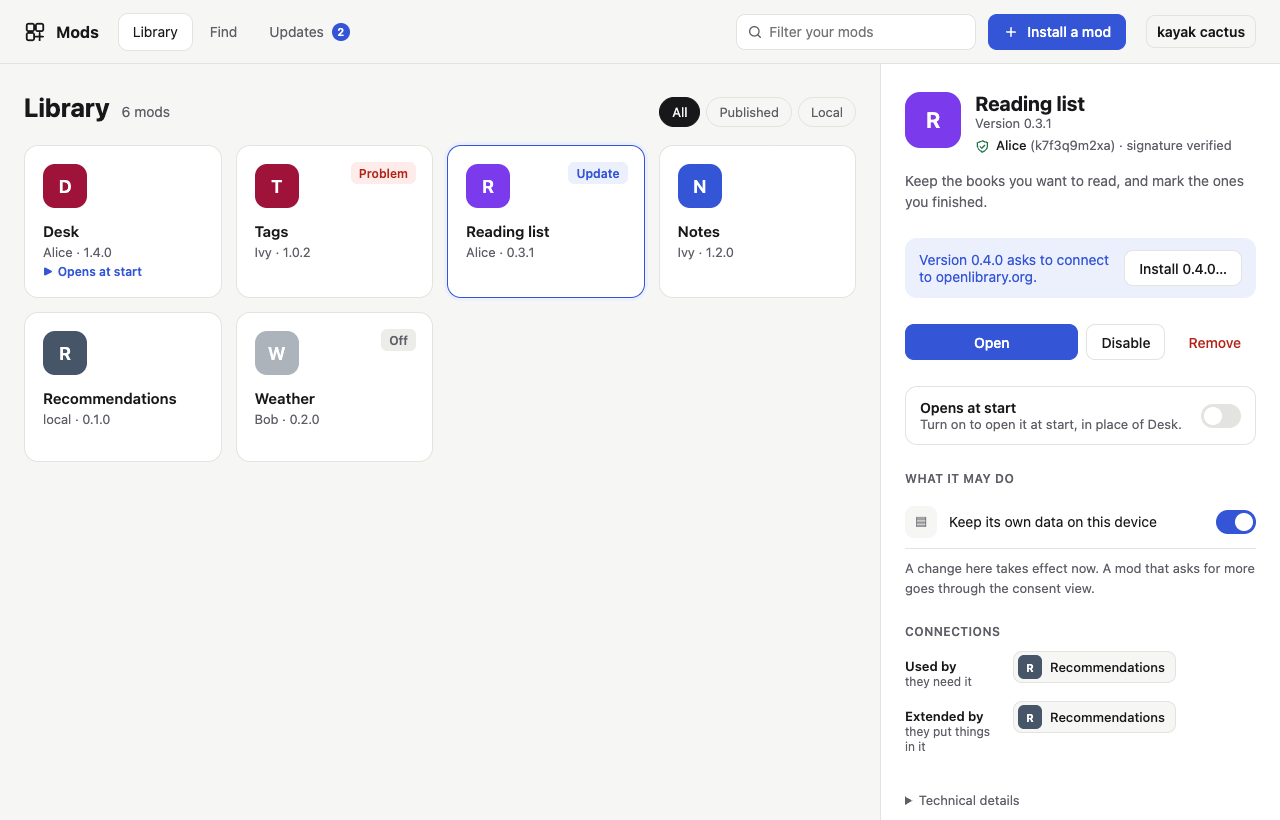 Mods
Library
Find
Updates 2
Filter your mods
Install a mod
kayak cactus
Library 6 mods
All
Published
Local
D
Desk
Alice · 1.4.0
Opens at start
T
Problem
Tags
Ivy · 1.0.2
R
Update
Reading list
Alice · 0.3.1
N
Notes
Ivy · 1.2.0
R
Recommendations
local · 0.1.0
W
Off
Weather
Bob · 0.2.0
R
Reading list
Version 0.3.1
Alice (k7f3q9m2xa) · signature verified
Keep the books you want to read, and mark the ones
you finished.
Version 0.4.0 asks to connect
to openlibrary.org.
Install 0.4.0...
Open
Disable
Remove
Opens at start
Turn on to open it at start, in place of Desk.
WHAT IT MAY DO
Keep its own data on this device
A change here takes effect now. A mod that asks for more
goes through the consent view.
CONNECTIONS
Used by
they need it
R Recommendations
Extended by
they put things
in it
R Recommendations
Technical details